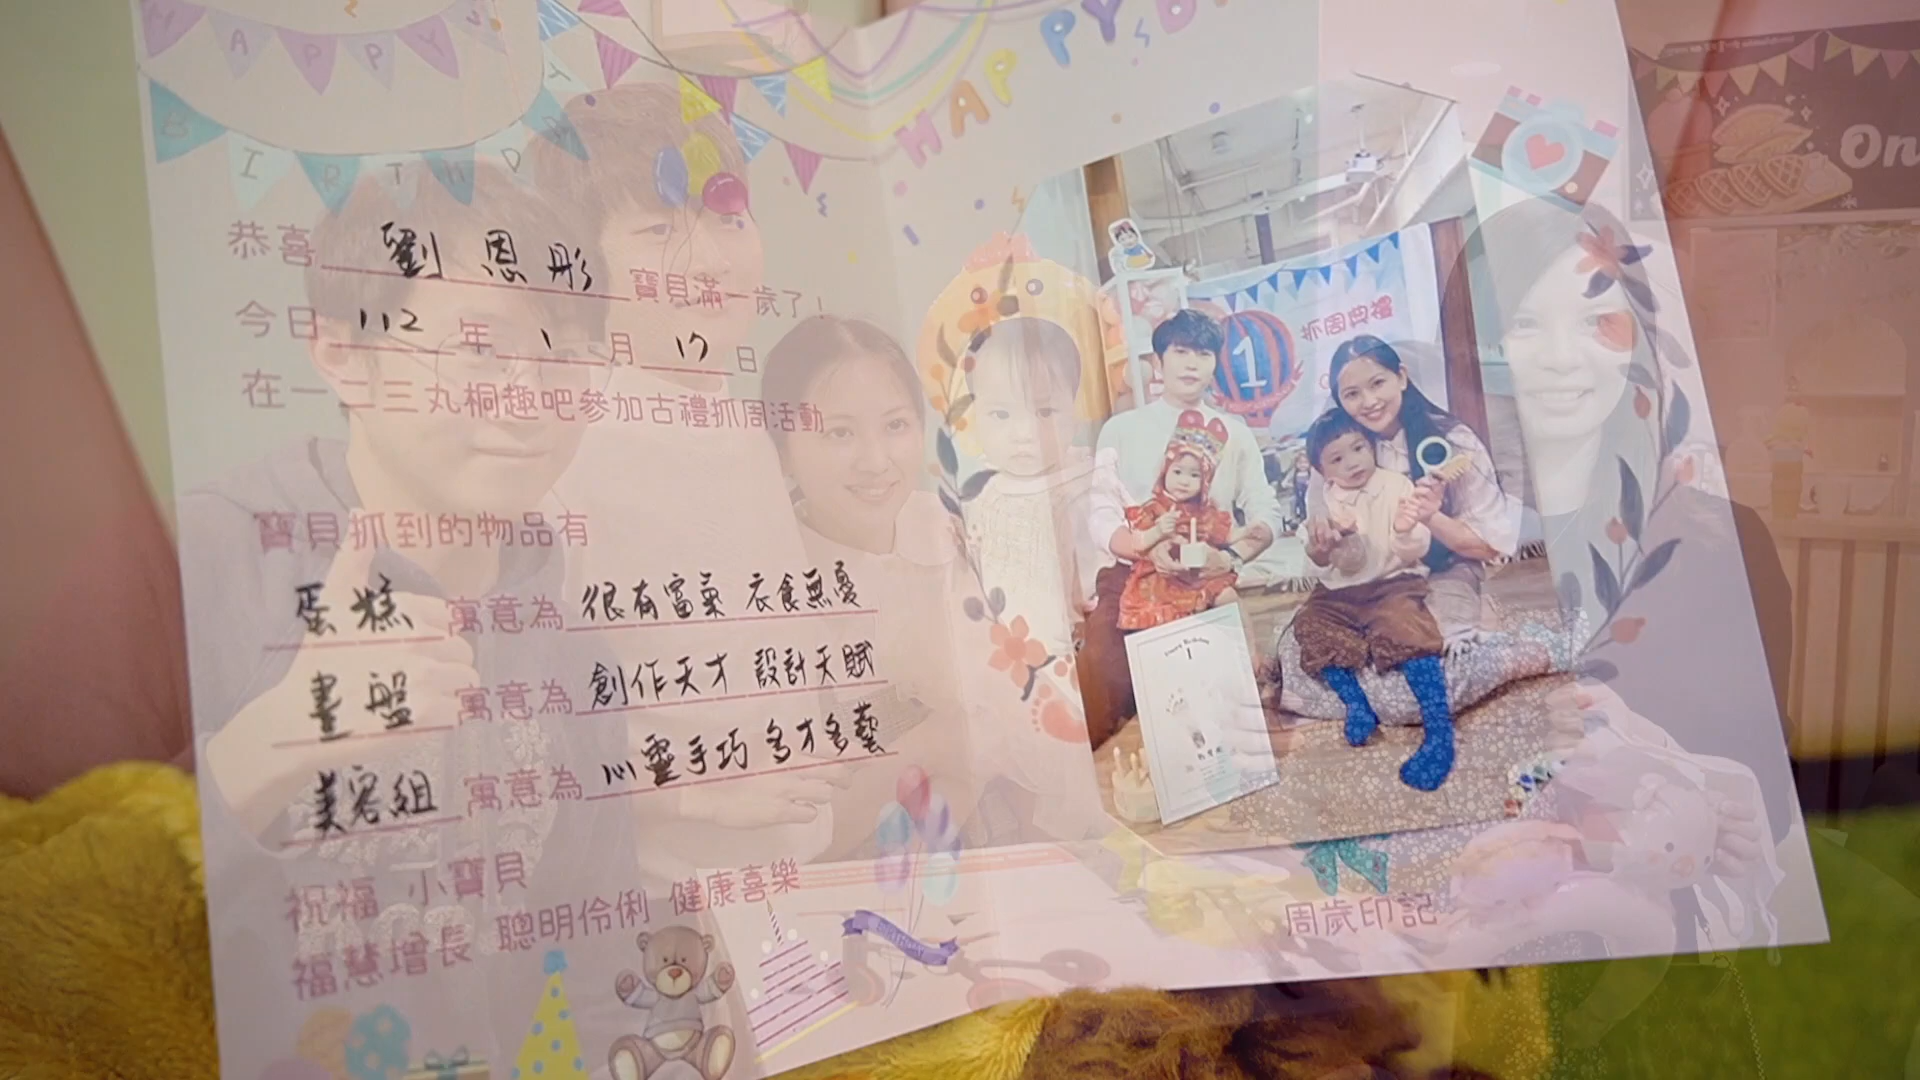 HAPPY
BIRTHDAY
HAPPY
恭喜 劉恩彤 寶貝滿一歲了！
今日 112 年 1 月 17 日
在一二三丸桐趣吧參加古禮抓周活動
寶貝抓到的物品有
蛋糕 寓意為 很有富氣 衣食無憂
畫盤 寓意為 創作天才 設計天賦
美容組 寓意為 心靈手巧 多才多藝
祝福 小寶貝
福慧增長 聰明伶俐 健康喜樂
抓周典禮
1
1
周歲印記
On